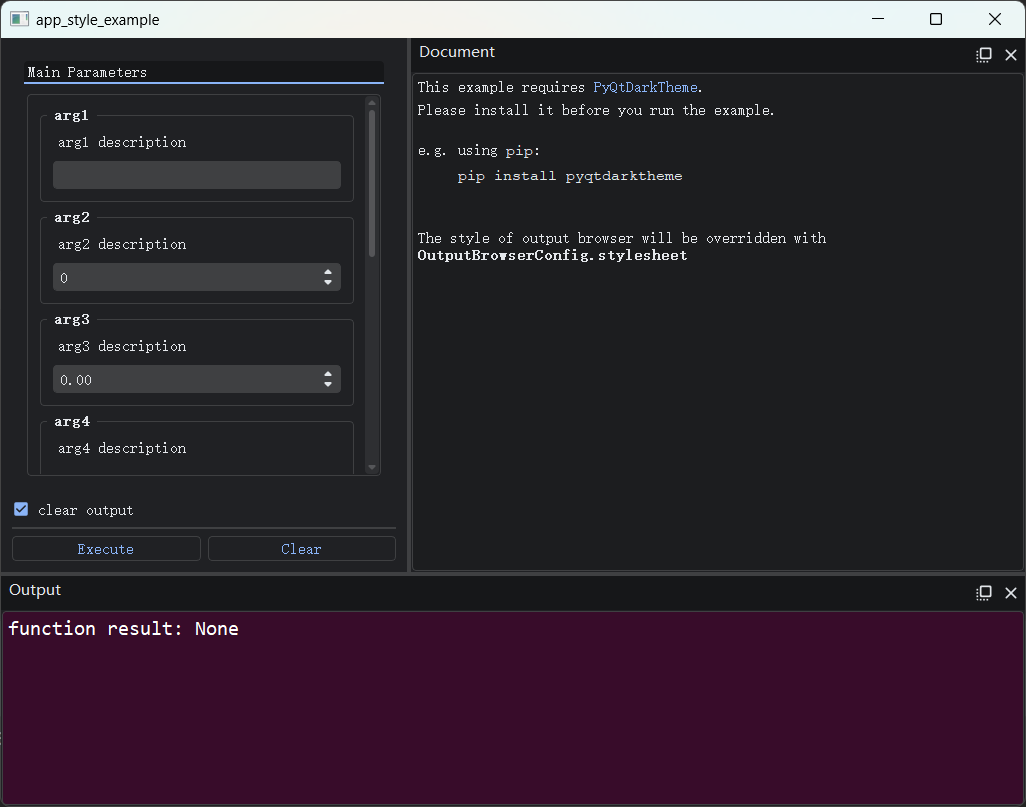 app_style_example
Main Parameters
arg1
arg1 description
arg2
arg2 description
0
arg3
arg3 description
0.00
arg4
arg4 description
clear output
Execute
Clear
Document
This example requires PyQtDarkTheme.
Please install it before you run the example.
e.g. using pip:
pip install pyqtdarktheme
The style of output browser will be overridden with
OutputBrowserConfig.stylesheet
Output
function result: None